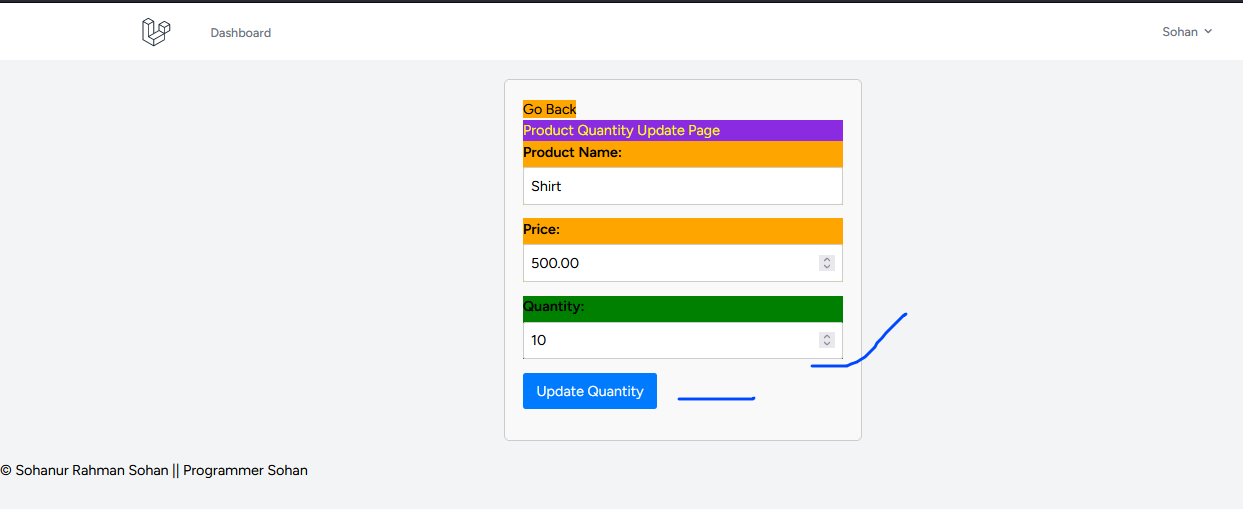 Dashboard
Sohan
Go Back
Product Quantity Update Page
Product Name:
Shirt
Price:
500.00
Quantity:
10
Update Quantity
© Sohanur Rahman Sohan || Programmer Sohan